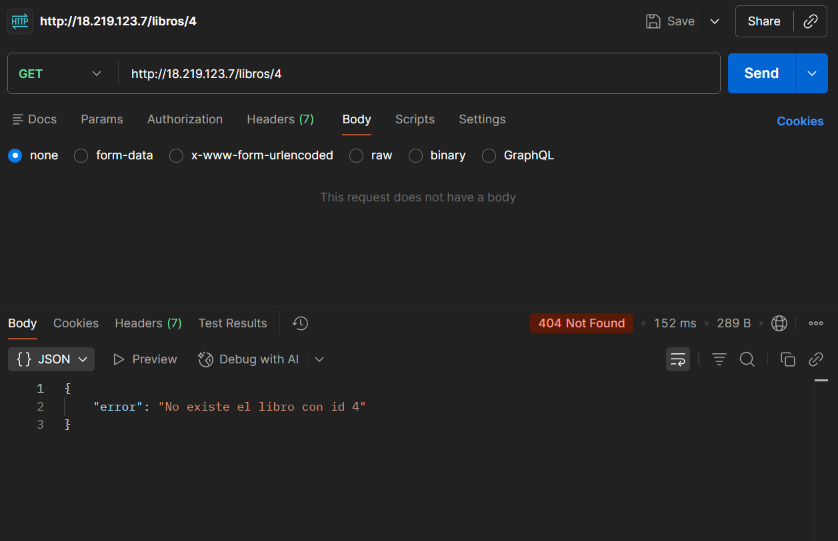 HTTP http://18.219.123.7/libros/4 Save Share
GET http://18.219.123.7/libros/4 Send
Docs Params Authorization Headers (7) Body Scripts Settings Cookies
none form-data x-www-form-urlencoded raw binary GraphQL
This request does not have a body
Body Cookies Headers (7) Test Results 404 Not Found 152 ms 289 B
{} JSON Preview Debug with AI
1 {
2 "error": "No existe el libro con id 4"
3 }